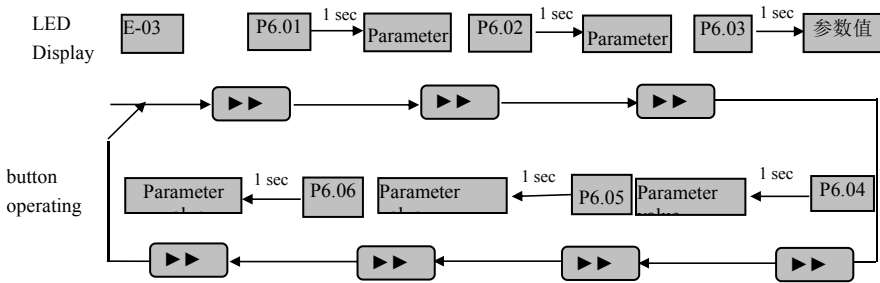 LED
Display
E-03
P6.01
1 sec
Parameter
P6.02
1 sec
Parameter
P6.03
1 sec
参数值
button
operating
Parameter
1 sec
P6.06
Parameter
1 sec
P6.05
Parameter
value
1 sec
P6.04